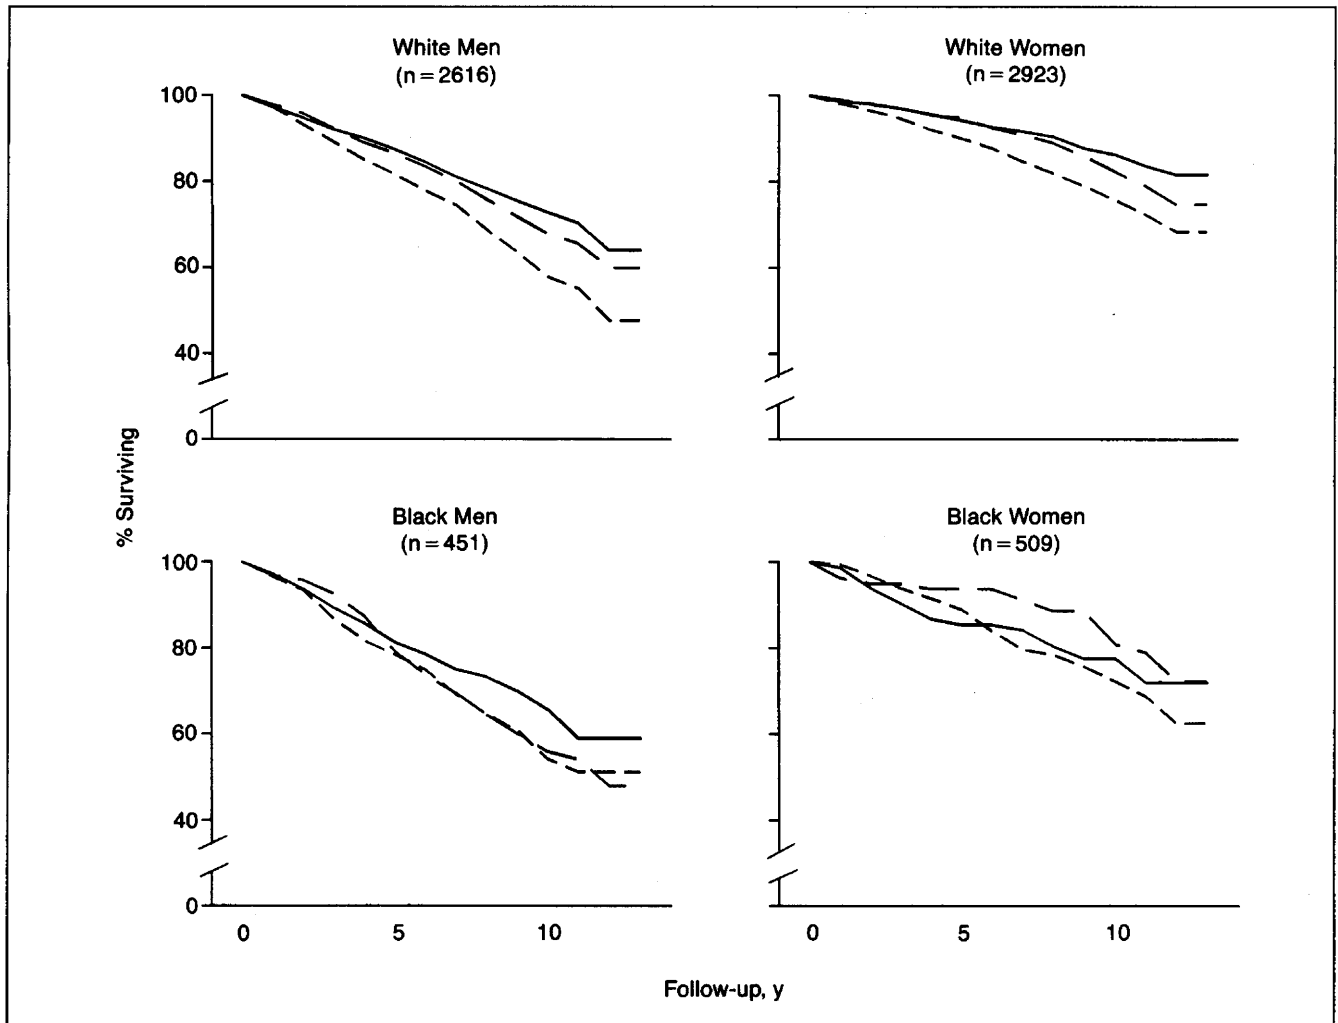 White Men
(n = 2616)
White Women
(n = 2923)
100
80
60
40
0
% Surviving
Black Men
(n = 451)
Black Women
(n = 509)
100
80
60
40
0
0 5 10
0 5 10
Follow-up, y